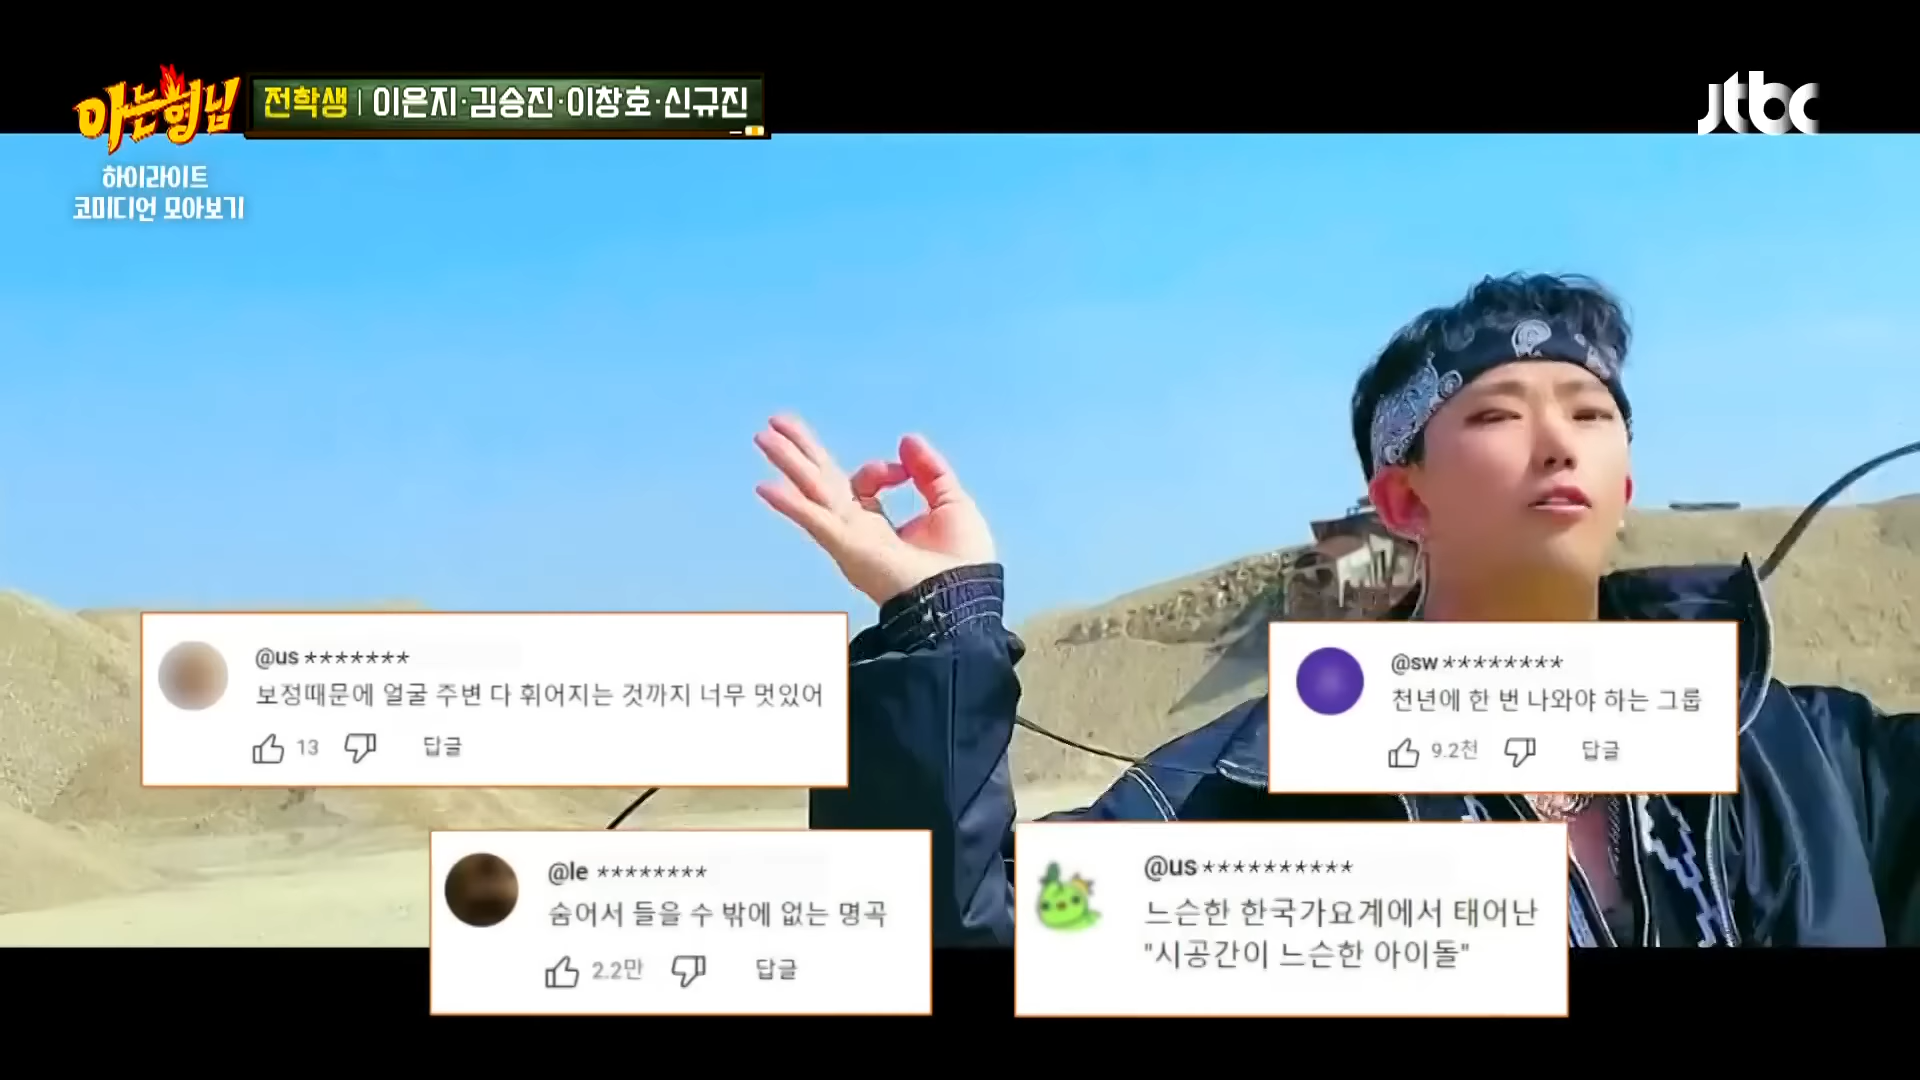 아는형님
전학생 | 이은지·김승진·이창호·신규진
jtbc
하이라이트
코미디언 모아보기
@us*******
보정때문에 얼굴 주변 다 휘어지는 것까지 너무 멋있어
13 답글
@sw********
천년에 한 번 나와야 하는 그룹
9.2천 답글
@le ********
숨어서 들을 수 밖에 없는 명곡
2.2만 답글
@us**********
느슨한 한국가요계에서 태어난
"시공간이 느슨한 아이돌"